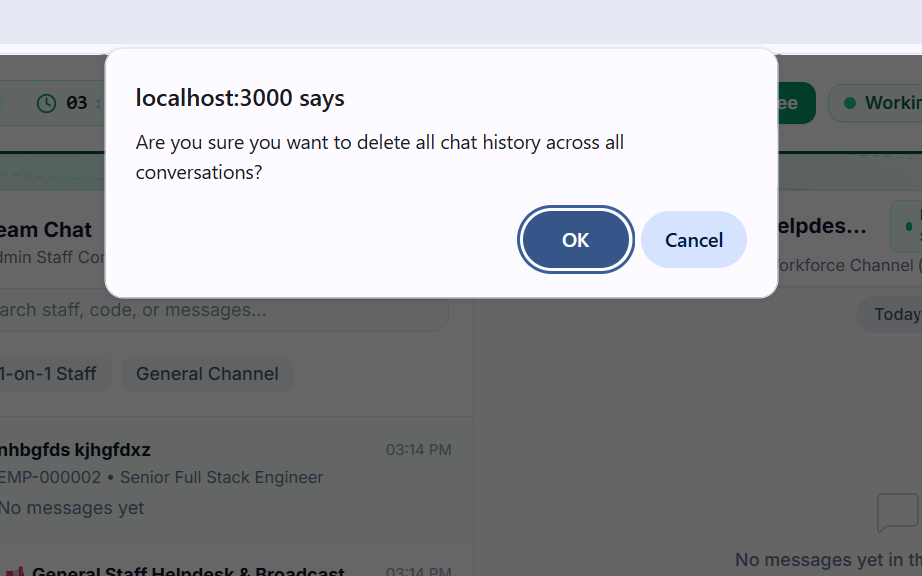 localhost:3000 says
Are you sure you want to delete all chat history across all
conversations?
OK Cancel
03 :
ee
Workin
eam Chat
dmin Staff Con
arch staff, code, or messages...
1-on-1 Staff General Channel
nhbgfds kjhgfdxz 03:14 PM
EMP-000002 • Senior Full Stack Engineer
No messages yet
📢 General Staff Helpdesk & Broadcast 03:14 PM
elpdes...
orkforce Channel (
Today
No messages yet in th